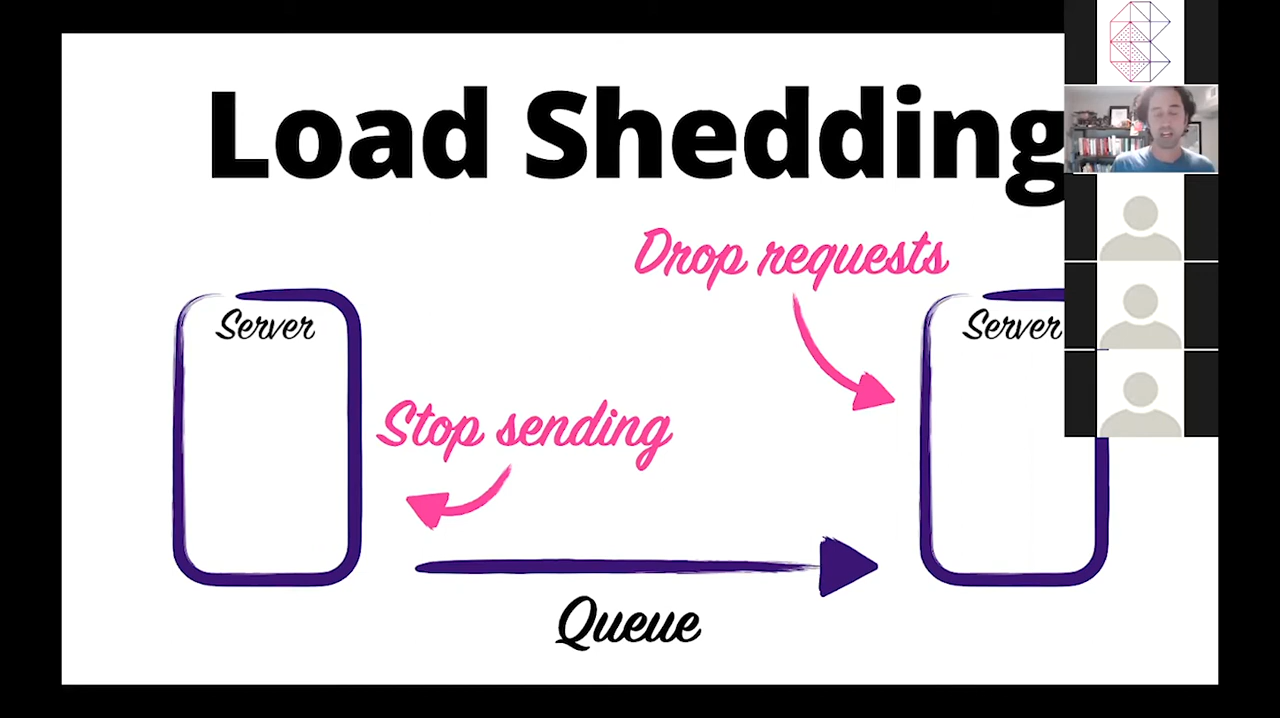 Load Shedding
Drop requests
Server
Server
Stop sending
Queue